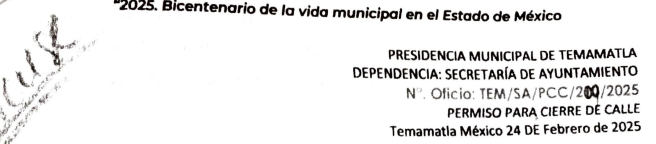 "2025. Bicentenario de la vida municipal en el Estado de México
PRESIDENCIA MUNICIPAL DE TEMAMATLA
DEPENDENCIA: SECRETARÍA DE AYUNTAMIENTO
N°. Oficio: TEM/SA/PCC/200/2025
PERMISO PARA CIERRE DE CALLE
Temamatla México 24 DE Febrero de 2025